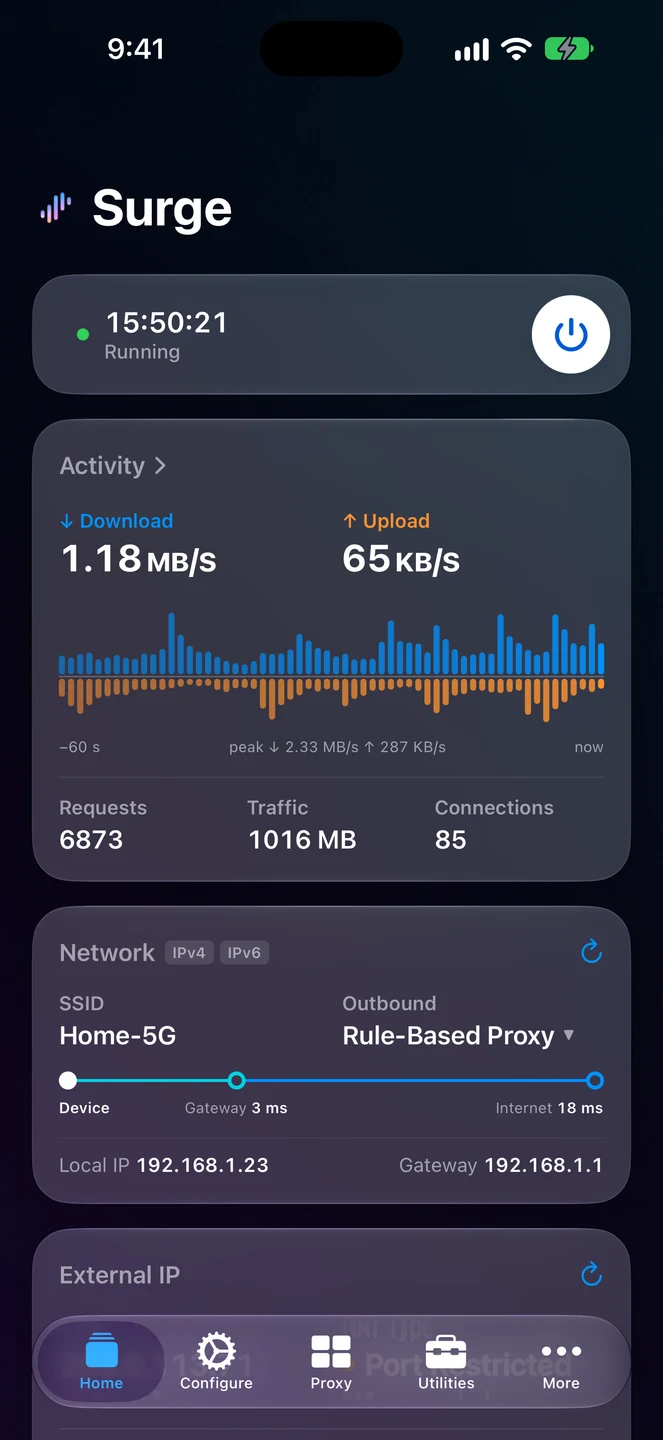 9:41
Surge
15:50:21
Running
Activity >
↓ Download ↑ Upload
1.18 MB/S 65 KB/S
–60 s peak ↓ 2.33 MB/s ↑ 287 KB/s now
Requests Traffic Connections
6873 1016 MB 85
Network IPv4 IPv6
SSID Outbound
Home-5G Rule-Based Proxy ▼
Device Gateway 3 ms Internet 18 ms
Local IP 192.168.1.23 Gateway 192.168.1.1
External IP
Port Restricted
Home Configure Proxy Utilities More